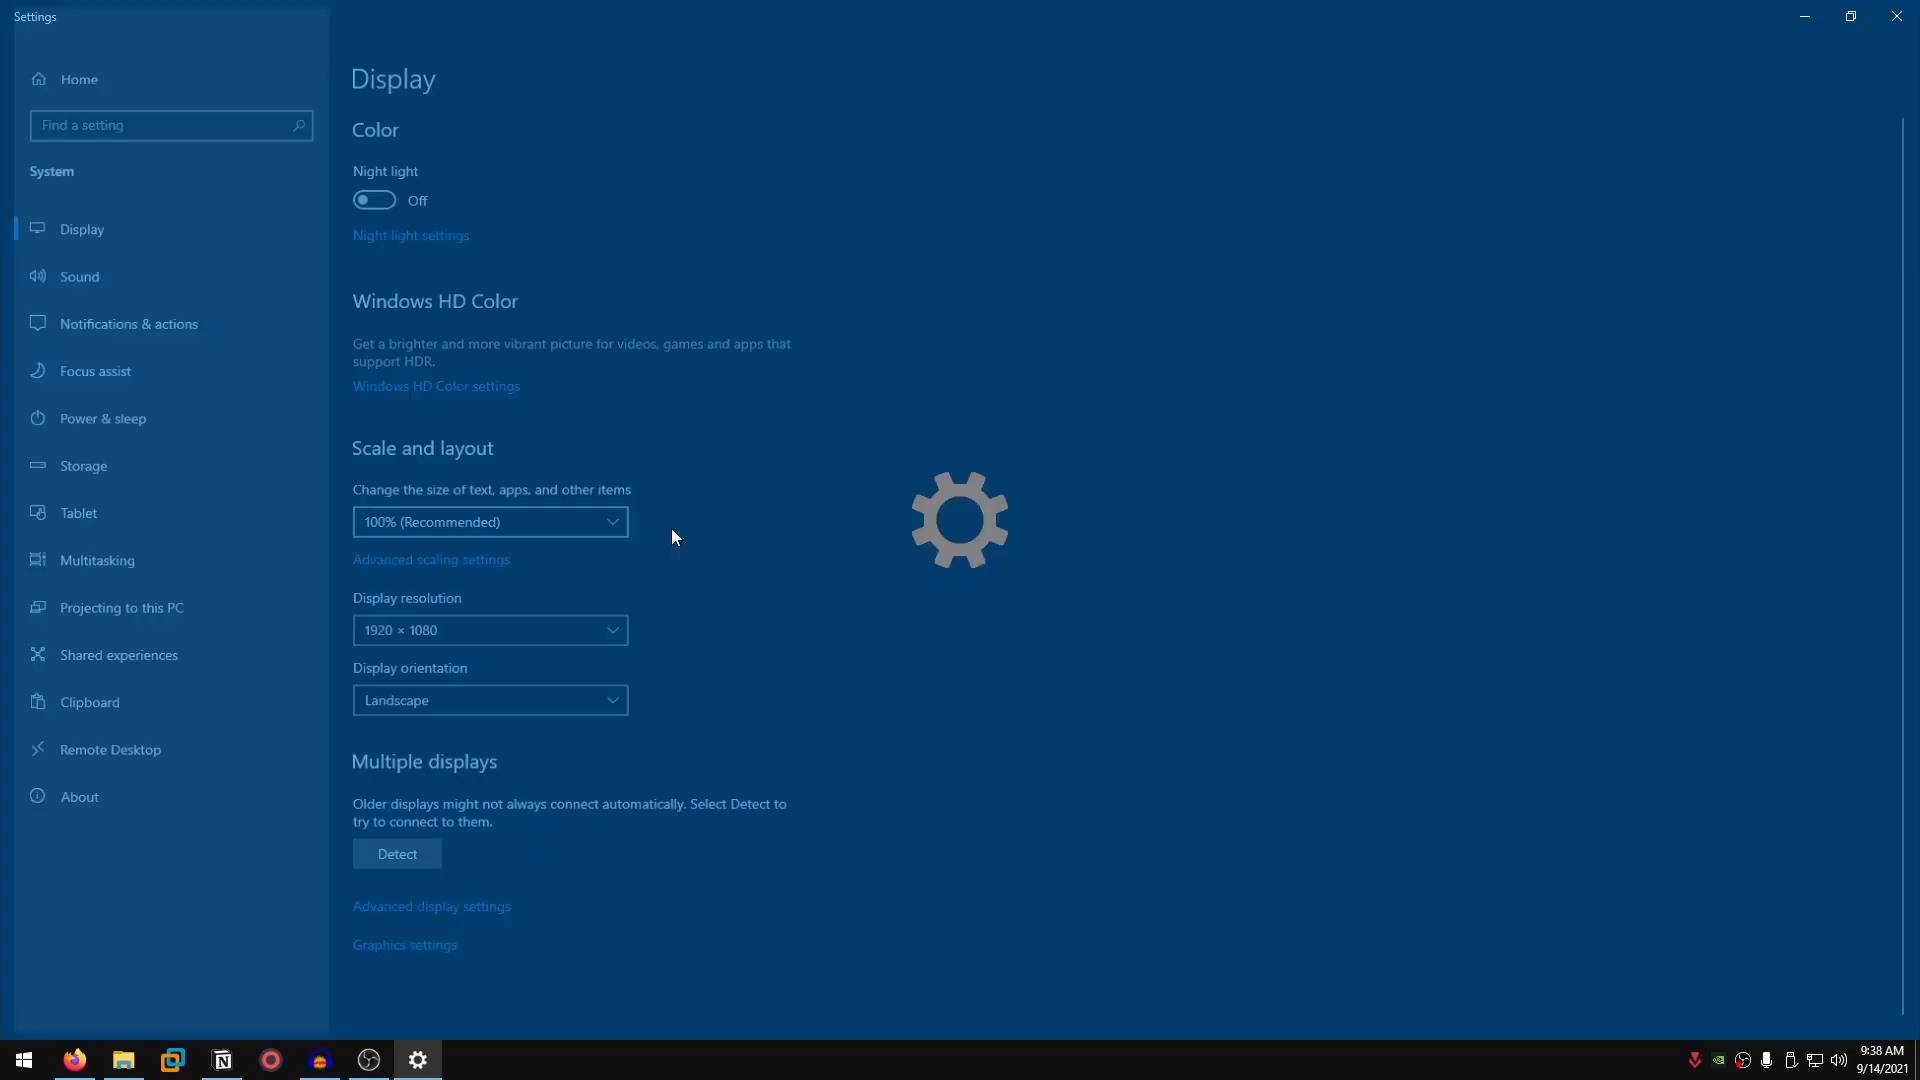 Settings
Home
Find a setting
System
Display
Sound
Notifications & actions
Focus assist
Power & sleep
Storage
Tablet
Multitasking
Projecting to this PC
Shared experiences
Clipboard
Remote Desktop
About
Display
Color
Night light
Off
Night light settings
Windows HD Color
Get a brighter and more vibrant picture for videos, games and apps that
support HDR.
Windows HD Color settings
Scale and layout
Change the size of text, apps, and other items
100% (Recommended)
Advanced scaling settings
Display resolution
1920 × 1080
Display orientation
Landscape
Multiple displays
Older displays might not always connect automatically. Select Detect to
try to connect to them.
Detect
Advanced display settings
Graphics settings
9:38 AM
9/14/2021